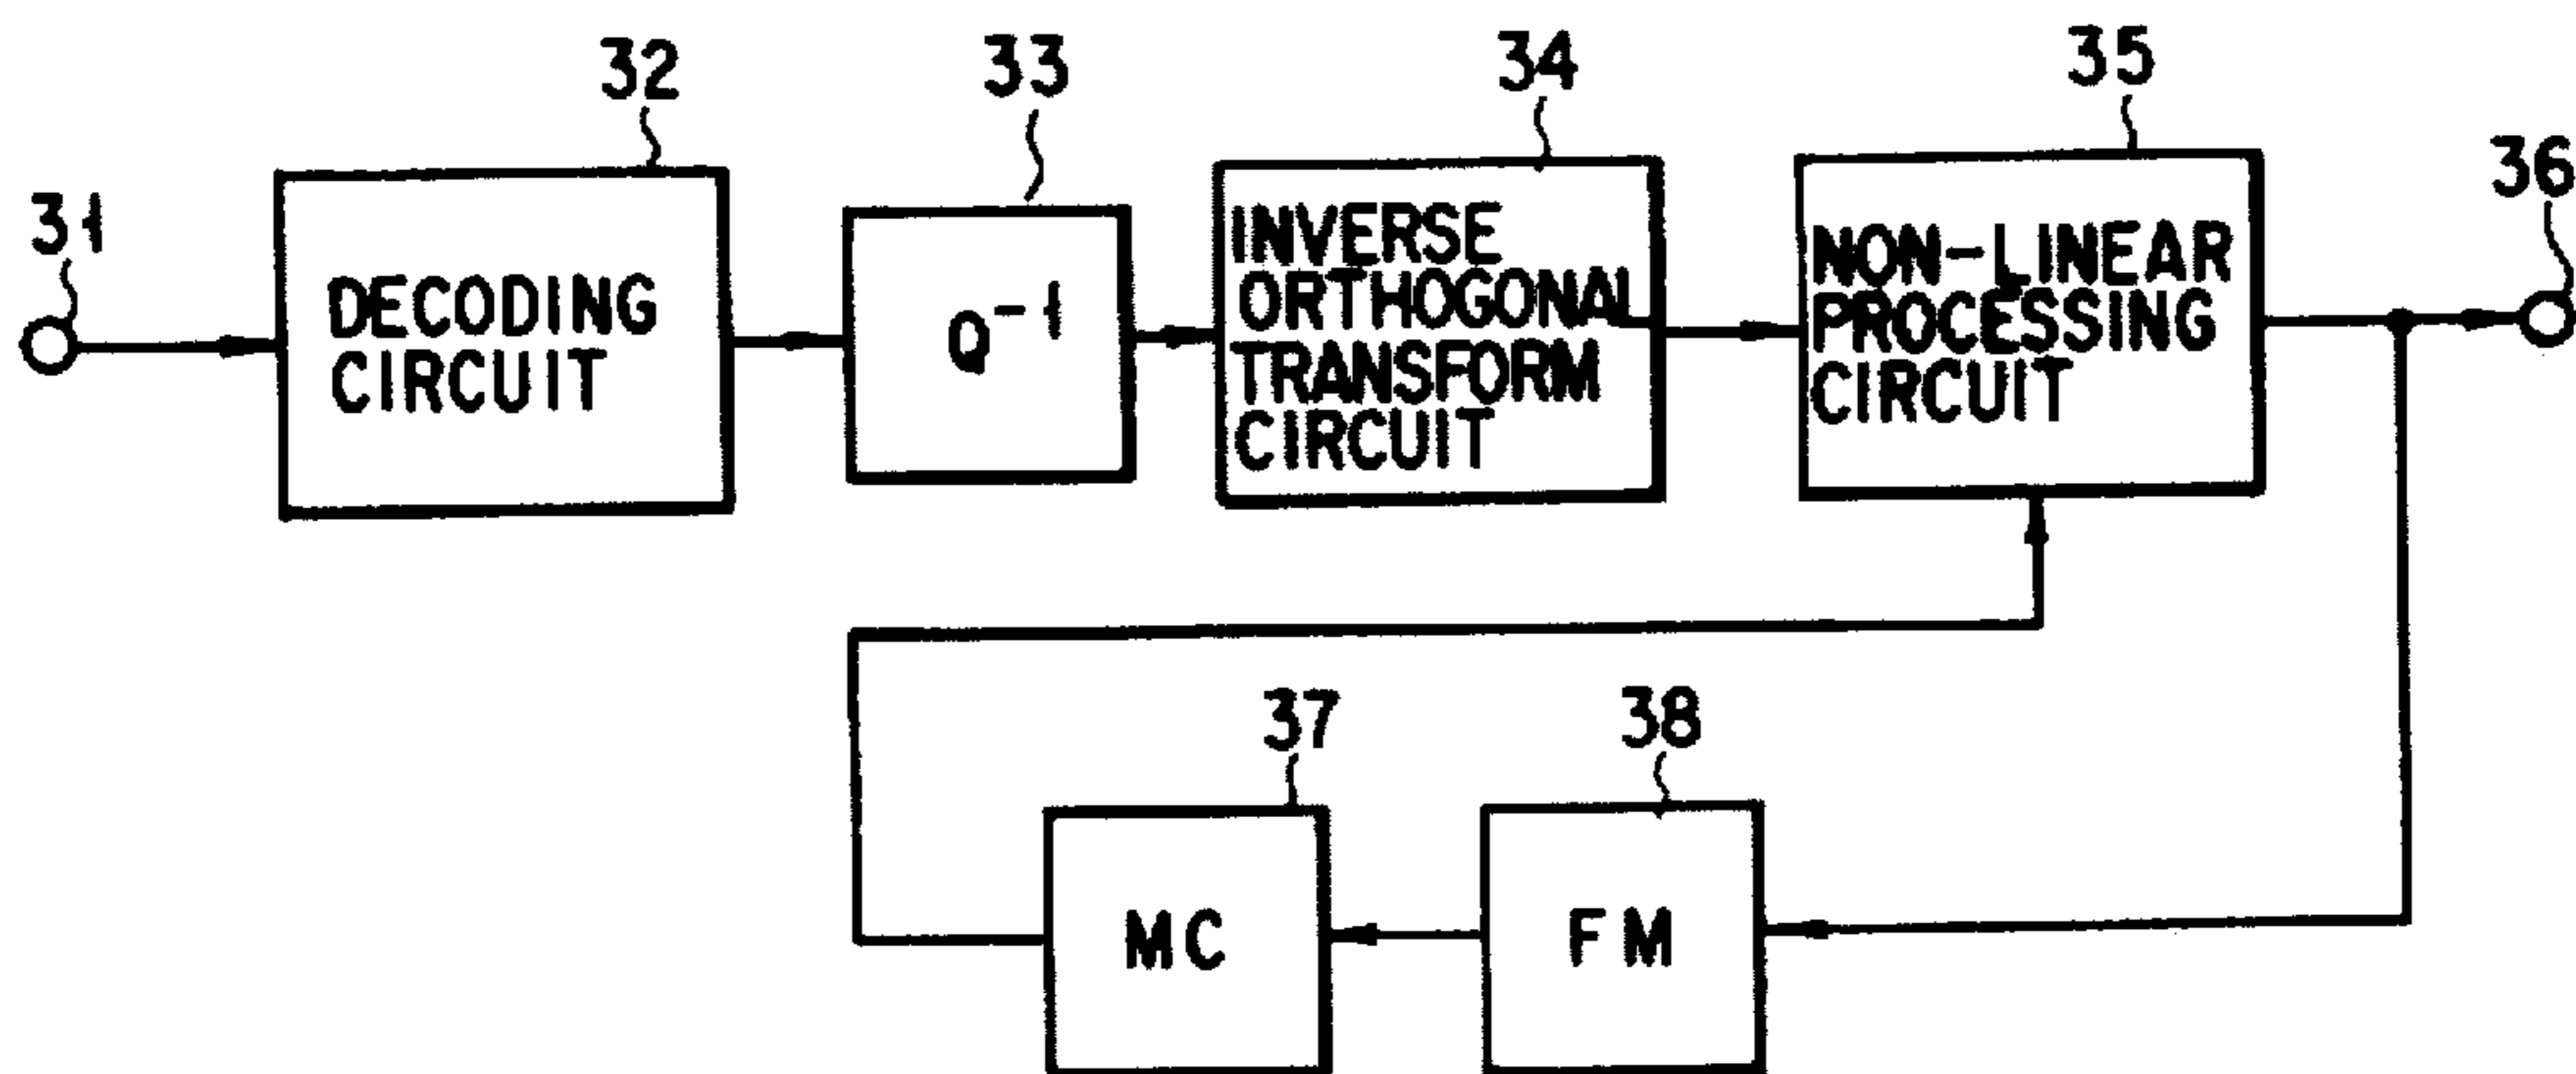 31
32
33
34
35
36
DECODING
CIRCUIT
Q⁻¹
INVERSE
ORTHOGONAL
TRANSFORM
CIRCUIT
NON-LINEAR
PROCESSING
CIRCUIT
37
38
MC
FM